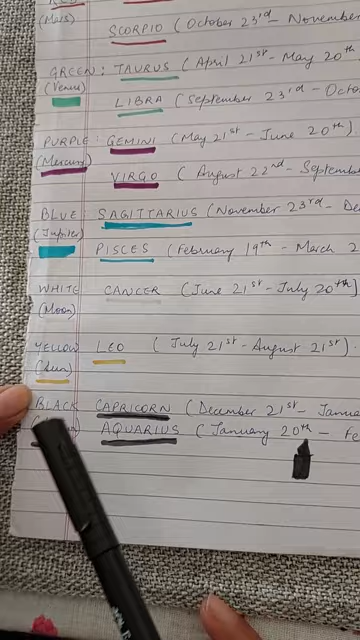 (Mars)
SCORPIO (October 23rd - November
GREEN: TAURUS (April 21st - May 20th
(Venus)
LIBRA (September 23rd - Octo
PURPLE: GEMINI (May 21st - June 20th)
(Mercury)
VIRGO (August 22nd - Septemb
BLUE: SAGITTARIUS (November 23rd - De
(Jupiter)
PISCES (February 19th - March 2
WHITE CANCER (June 21st - July 20th)
(Moon)
YELLOW LEO (July 21st - August 21st).
(Sun)
BLACK CAPRICORN (December 21st - Janua
AQUARIUS (January 20th - Fe